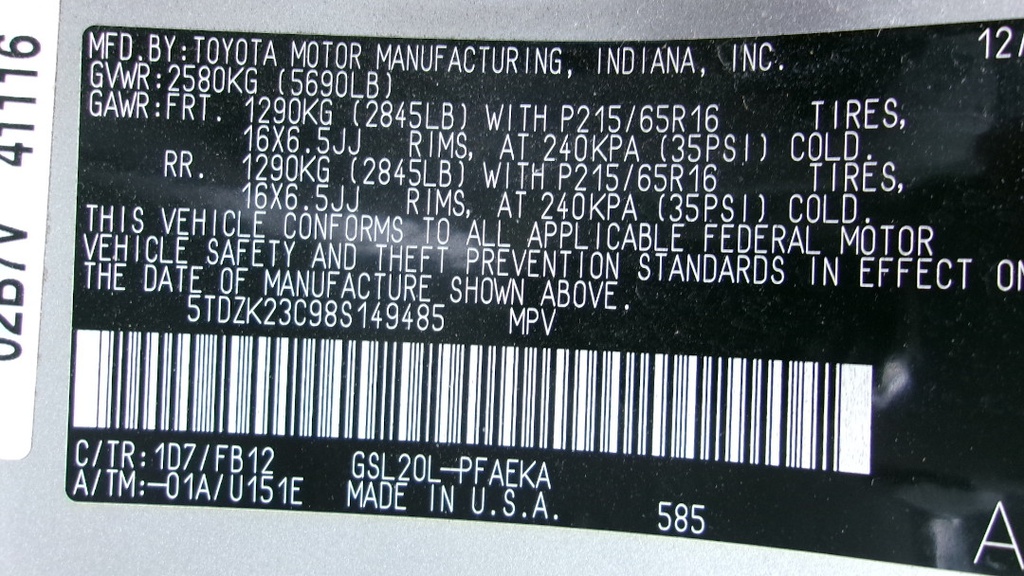 12/
MFD.BY:TOYOTA MOTOR MANUFACTURING, INDIANA, INC.
GVWR:2580KG (5690LB)
GAWR:FRT. 1290KG (2845LB) WITH P215/65R16 TIRES,
16X6.5JJ RIMS, AT 240KPA (35PSI) COLD.
RR. 1290KG (2845LB) WITH P215/65R16 TIRES,
16X6.5JJ RIMS, AT 240KPA (35PSI) COLD.
THIS VEHICLE CONFORMS TO ALL APPLICABLE FEDERAL MOTOR
VEHICLE SAFETY AND THEFT PREVENTION STANDARDS IN EFFECT ON
THE DATE OF MANUFACTURE SHOWN ABOVE.
5TDZK23C98S149485 MPV
C/TR:1D7/FB12 GSL20L-PFAEKA
A/TM:-01A/U151E MADE IN U.S.A. 585
A
02B7V 41116